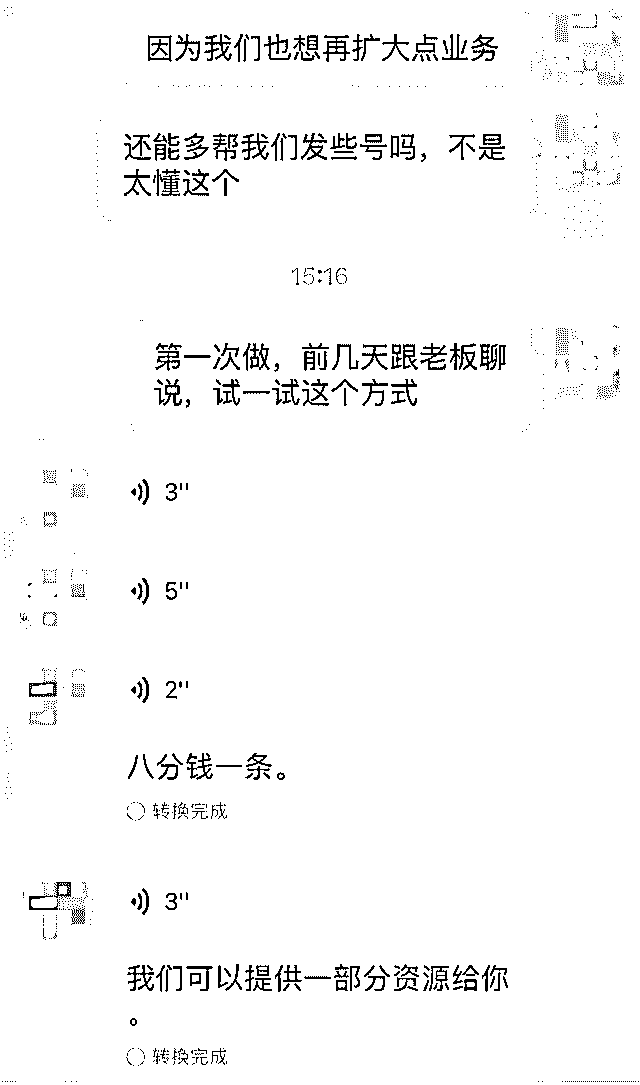 因为我们也想再扩大点业务
还能多帮我们发些号吗，不是
太懂这个
15:16
第一次做，前几天跟老板聊
说，试一试这个方式
3"
5"
2"
八分钱一条。
转换完成
3"
我们可以提供一部分资源给你
。
转换完成